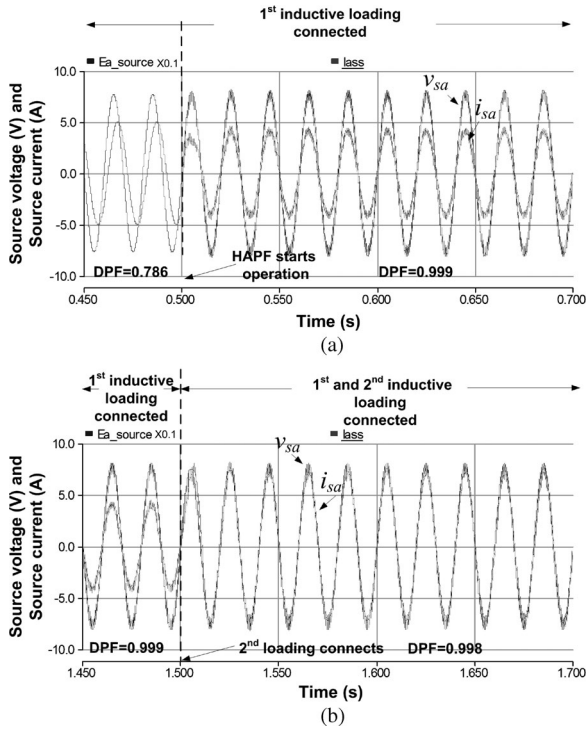 1st inductive loading
connected
Ea_source X0.1
Iass
Source voltage (V) and
Source current (A)
10.0
5.0
0.0
-5.0
-10.0
vsa
isa
HAPF starts
operation
DPF=0.786
DPF=0.999
0.450
0.500
0.550
0.600
0.650
0.700
Time (s)
(a)
1st inductive
loading
connected
1st and 2nd inductive
loading
connected
Ea_source X0.1
Iass
Source voltage (V) and
Source current (A)
10.0
5.0
0.0
-5.0
-10.0
vsa
isa
DPF=0.999
2nd loading connects
DPF=0.998
1.450
1.500
1.550
1.600
1.650
1.700
Time (s)
(b)